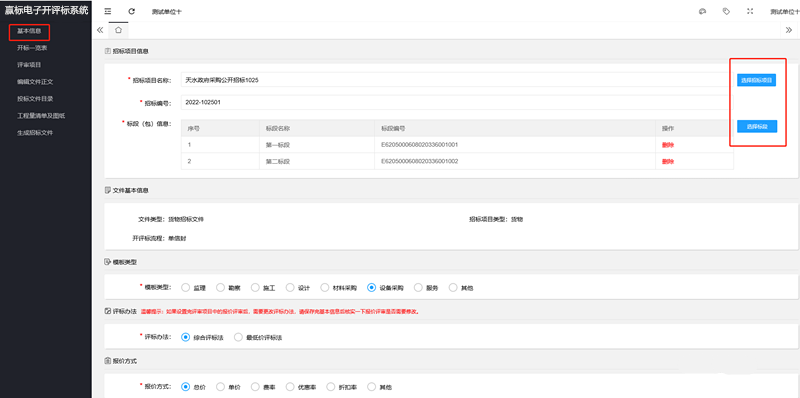 赢标电子开评标系统
测试单位十
测试单位十
基本信息
开标一览表
评审项目
编辑文件正文
投标文件目录
工程量清单及图纸
生成招标文件
招标项目信息
* 招标项目名称: 天水政府采购公开招标1025 选择招标项目
* 招标编号: 2022-102501
* 标段（包）信息: 选择标段
序号 标段名称 标段编号 操作
1 第一标段 E6205000608020336001001 删除
2 第二标段 E6205000608020336001002 删除
文件基本信息
文件类型: 货物招标文件 招标项目类型: 货物
开评标流程: 单信封
模板类型
* 模板类型: 监理 勘察 施工 设计 材料采购 设备采购 服务 其他
评标办法 温馨提示：如果设置完评审项目中的报价评审后，需要更改评标办法，请保存完基本信息后核实一下报价评审是否需要修改。
* 评标办法: 综合评标法 最低价评标法
报价方式
* 报价方式: 总价 单价 费率 优惠率 折扣率 其他